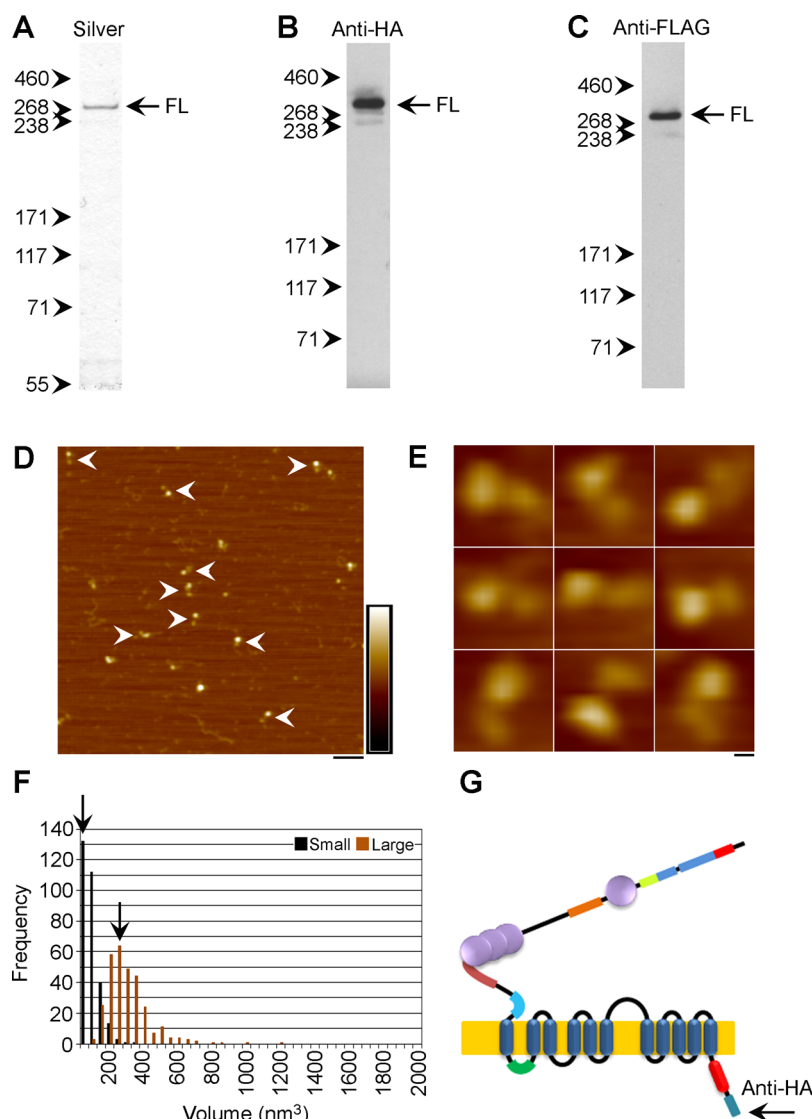 A Silver
460
268
238
171
117
71
55
FL
B Anti-HA
460
268
238
171
117
71
FL
C Anti-FLAG
460
268
238
171
117
71
FL
D
E
F
140
120
100
80
60
40
20
0
Frequency
Small Large
200 400 600 800 1000 1200 1400 1600 1800 2000
Volume (nm³)
G
Anti-HA